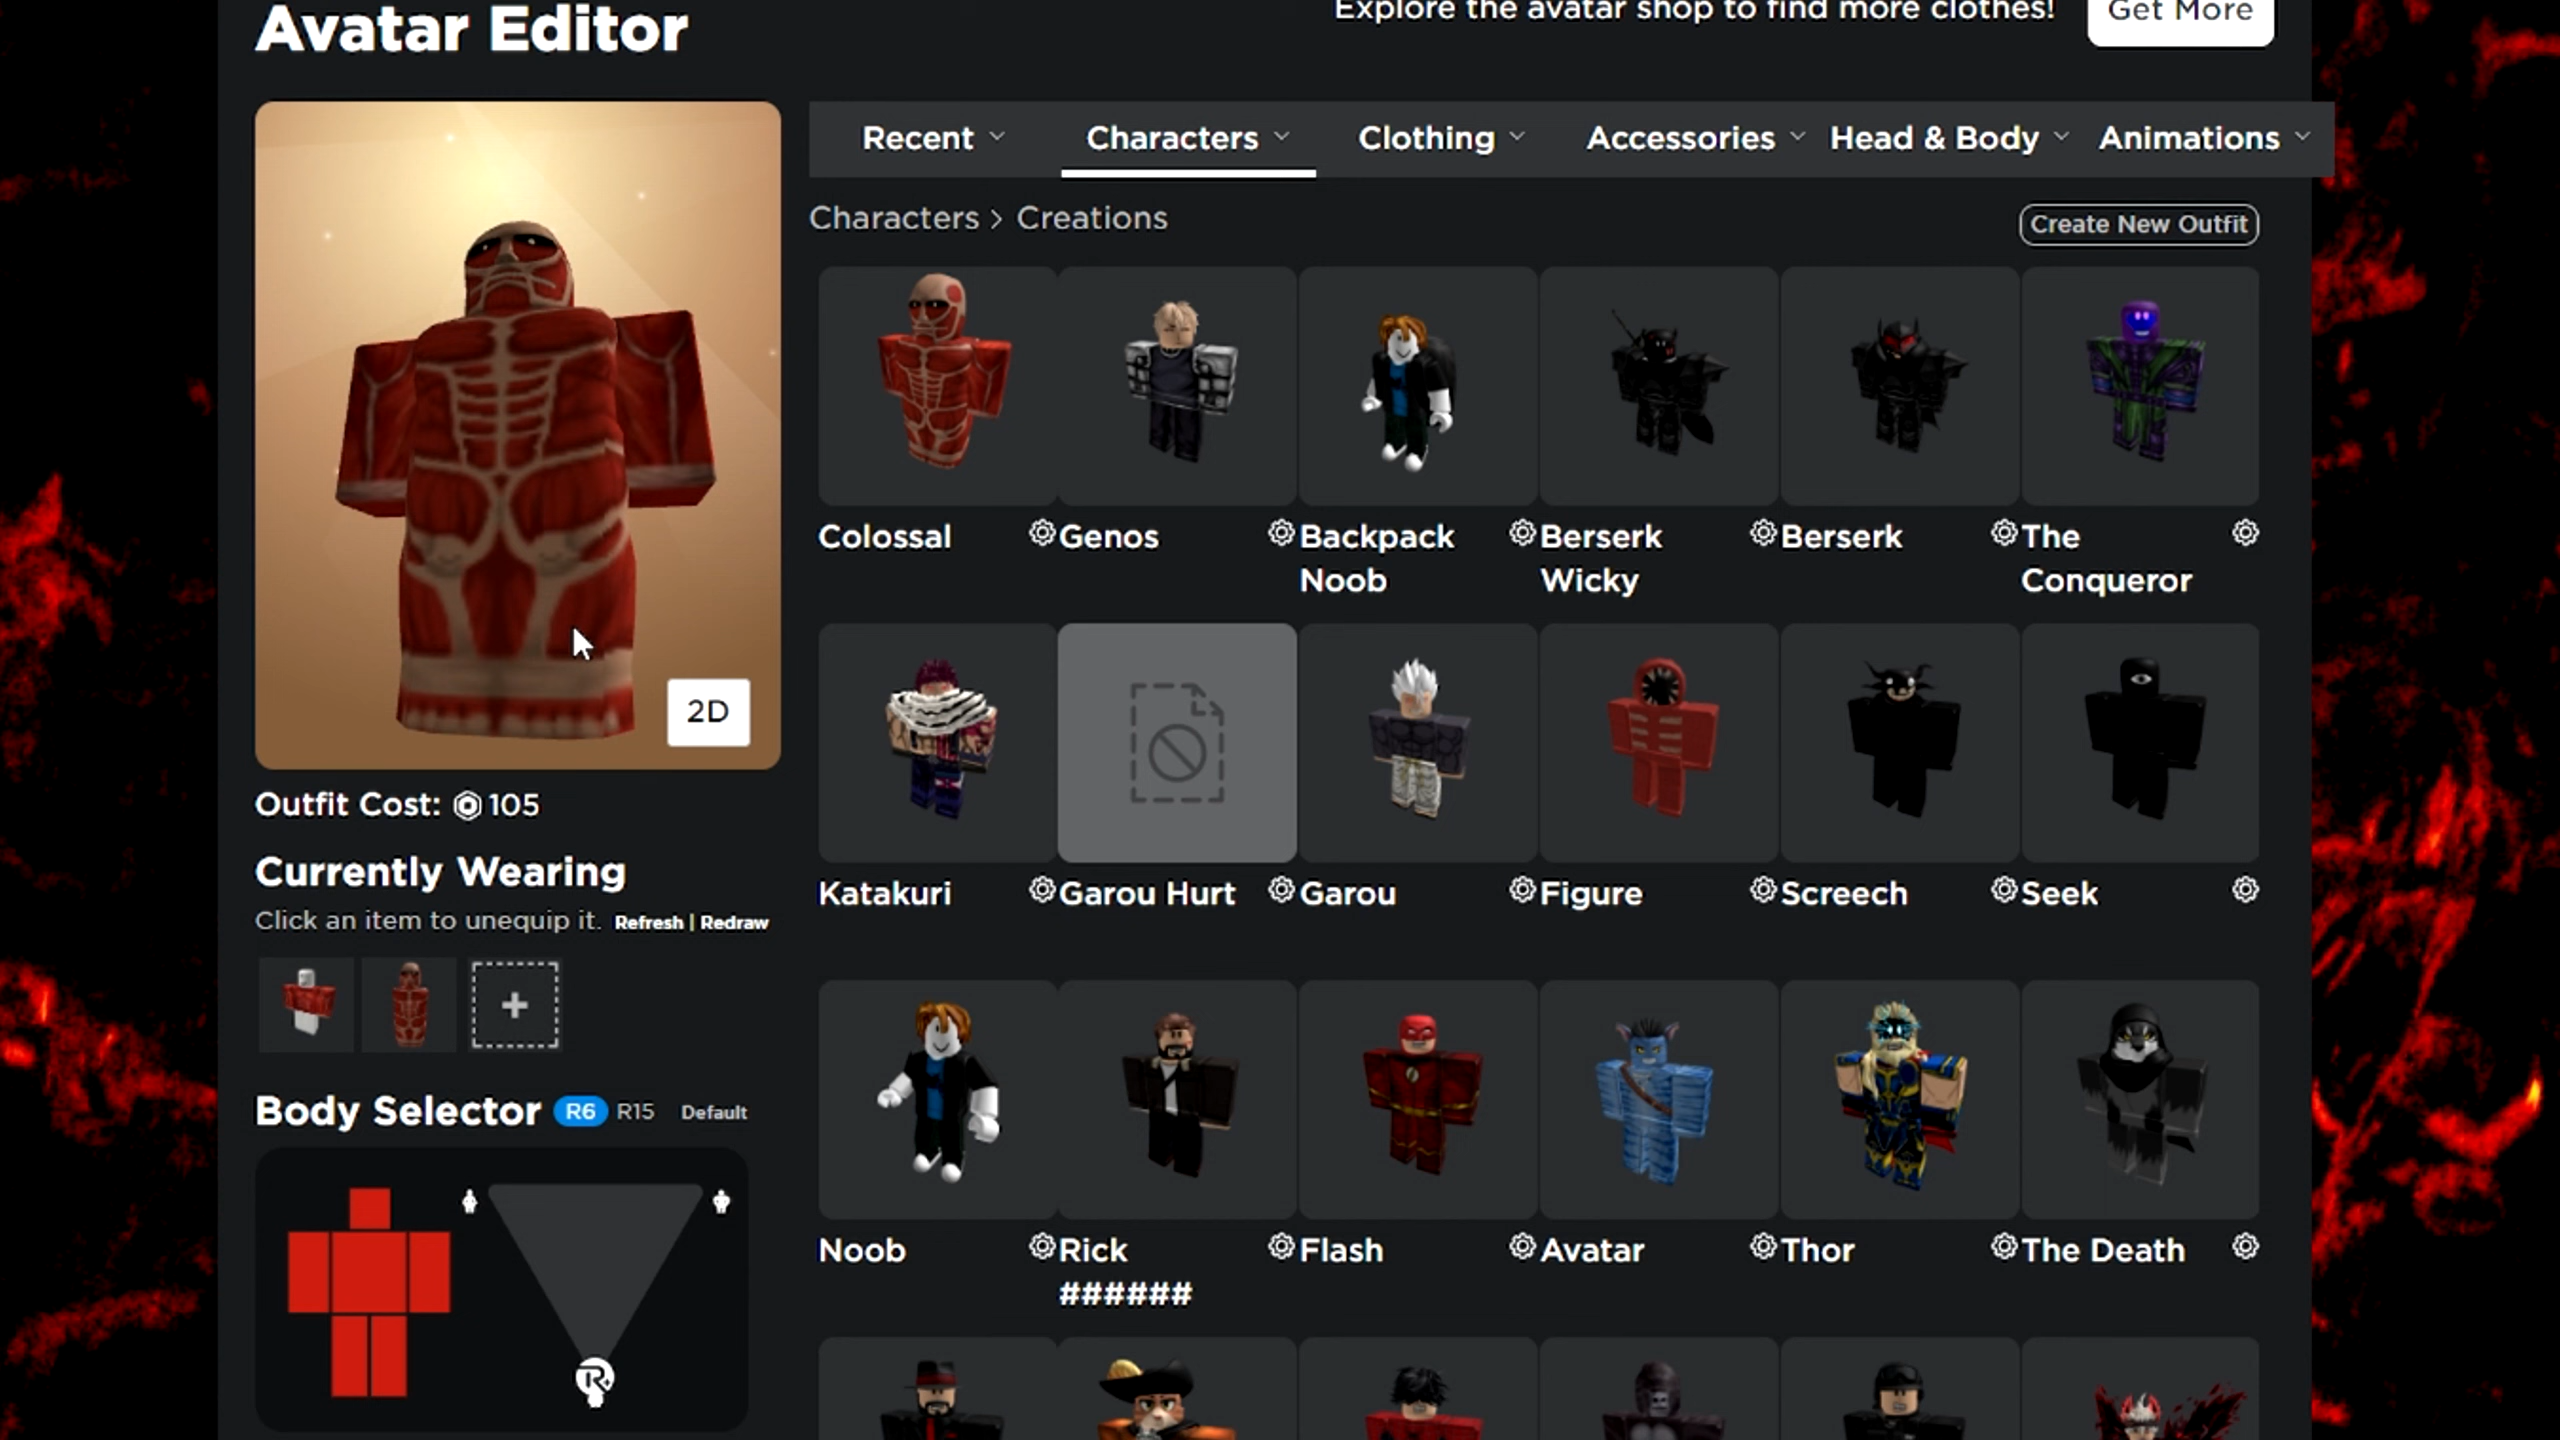 Avatar Editor
Explore the avatar shop to find more clothes!
Get More
Recent
Characters
Clothing
Accessories
Head & Body
Animations
Characters > Creations
Create New Outfit
Colossal
Genos
Backpack
Noob
Berserk
Wicky
Berserk
The
Conqueror
2D
Outfit Cost: 105
Katakuri
Garou Hurt
Garou
Figure
Screech
Seek
Currently Wearing
Click an item to unequip it. Refresh | Redraw
+
Body Selector R6 R15 Default
R
Noob
Rick
######
Flash
Avatar
Thor
The Death